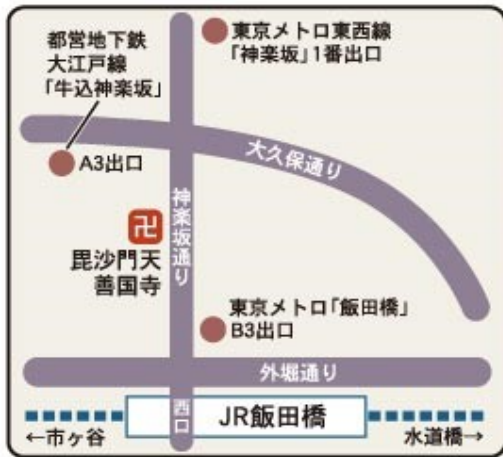 都営地下鉄
大江戸線
「牛込神楽坂」
A3出口
東京メトロ東西線
「神楽坂」1番出口
大久保通り
神楽坂通り
卍
毘沙門天
善国寺
東京メトロ「飯田橋」
B3出口
外堀通り
西口
JR飯田橋
←市ヶ谷
水道橋→